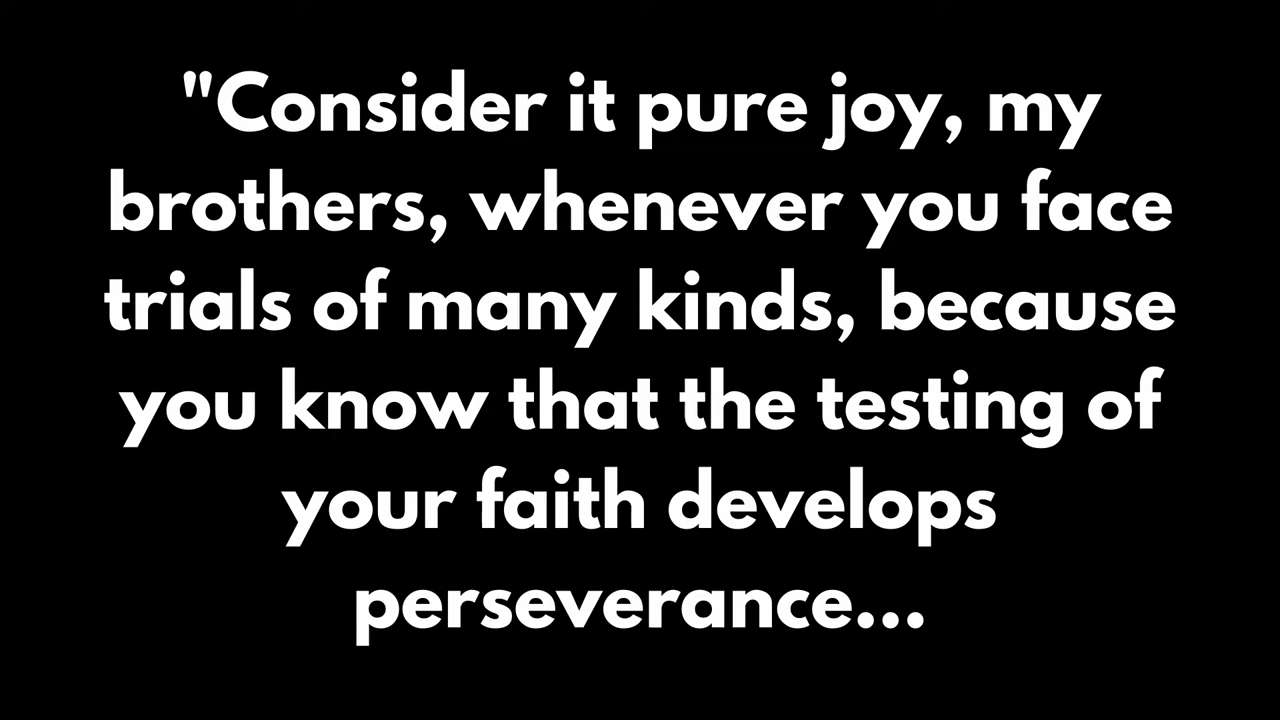 "Consider it pure joy, my
brothers, whenever you face
trials of many kinds, because
you know that the testing of
your faith develops
perseverance...